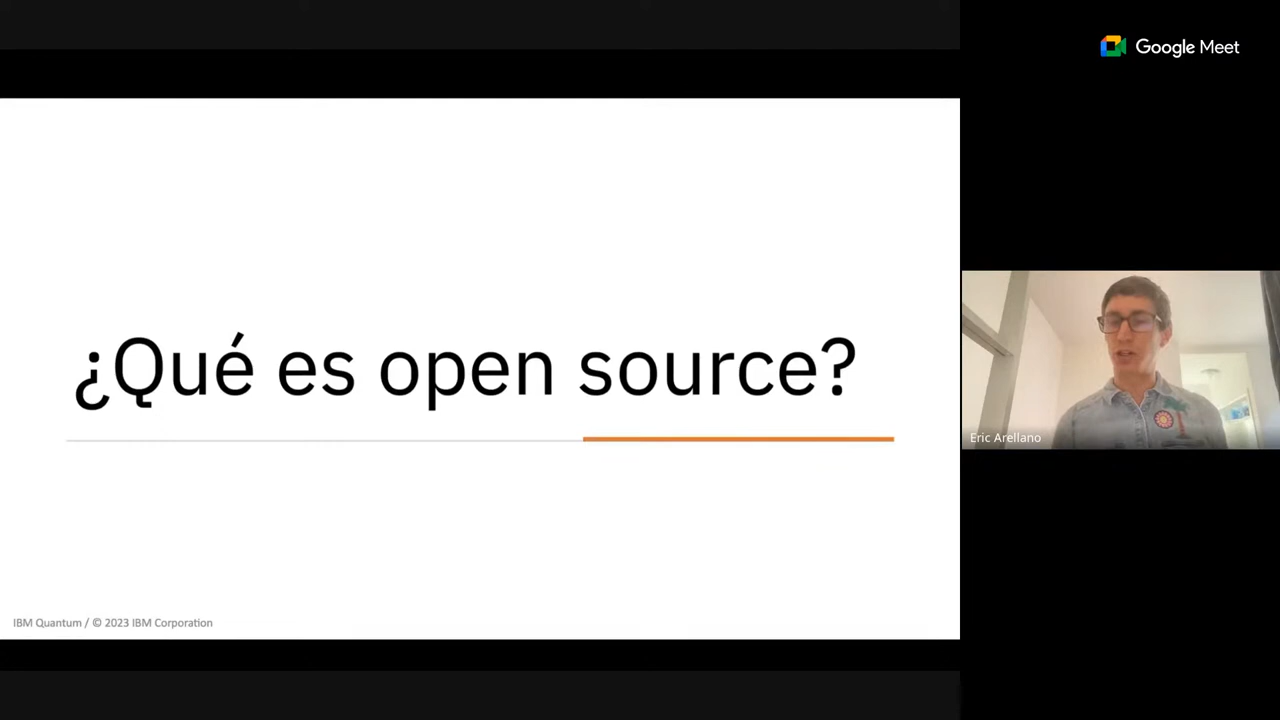 Google Meet
¿Qué es open source?
Eric Arellano
IBM Quantum / © 2023 IBM Corporation